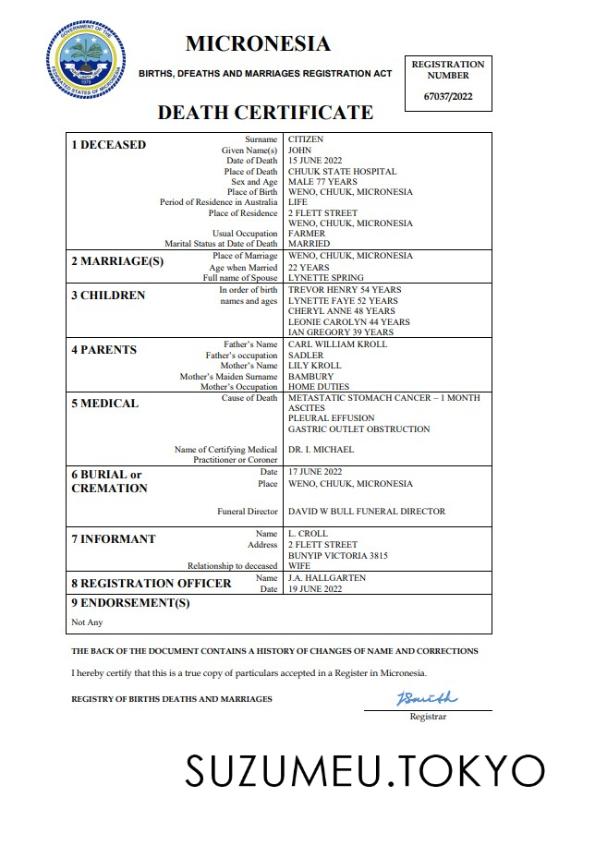 GOVERNMENT OF THE
FEDERATED STATES OF MICRONESIA
1979
MICRONESIA
BIRTHS, DFEATHS AND MARRIAGES REGISTRATION ACT
DEATH CERTIFICATE
REGISTRATION
NUMBER
67037/2022
1 DECEASED
Surname CITIZEN
Given Name(s) JOHN
Date of Death 15 JUNE 2022
Place of Death CHUUK STATE HOSPITAL
Sex and Age MALE 77 YEARS
Place of Birth WENO, CHUUK, MICRONESIA
Period of Residence in Australia LIFE
Place of Residence 2 FLETT STREET
WENO, CHUUK, MICRONESIA
Usual Occupation FARMER
Marital Status at Date of Death MARRIED
2 MARRIAGE(S)
Place of Marriage WENO, CHUUK, MICRONESIA
Age when Married 22 YEARS
Full name of Spouse LYNETTE SPRING
3 CHILDREN
In order of birth TREVOR HENRY 54 YEARS
names and ages LYNETTE FAYE 52 YEARS
CHERYL ANNE 48 YEARS
LEONIE CAROLYN 44 YEARS
IAN GREGORY 39 YEARS
4 PARENTS
Father's Name CARL WILLIAM KROLL
Father's occupation SADLER
Mother's Name LILY KROLL
Mother's Maiden Surname BAMBURY
Mother's Occupation HOME DUTIES
5 MEDICAL
Cause of Death METASTATIC STOMACH CANCER – 1 MONTH
ASCITES
PLEURAL EFFUSION
GASTRIC OUTLET OBSTRUCTION
Name of Certifying Medical DR. I. MICHAEL
Practitioner or Coroner
6 BURIAL or
CREMATION
Date 17 JUNE 2022
Place WENO, CHUUK, MICRONESIA
Funeral Director DAVID W BULL FUNERAL DIRECTOR
7 INFORMANT
Name L. CROLL
Address 2 FLETT STREET
BUNYIP VICTORIA 3815
Relationship to deceased WIFE
8 REGISTRATION OFFICER
Name J.A. HALLGARTEN
Date 19 JUNE 2022
9 ENDORSEMENT(S)
Not Any
THE BACK OF THE DOCUMENT CONTAINS A HISTORY OF CHANGES OF NAME AND CORRECTIONS
I hereby certify that this is a true copy of particulars accepted in a Register in Micronesia.
REGISTRY OF BIRTHS DEATHS AND MARRIAGES
Registrar
SUZUMEU.TOKYO